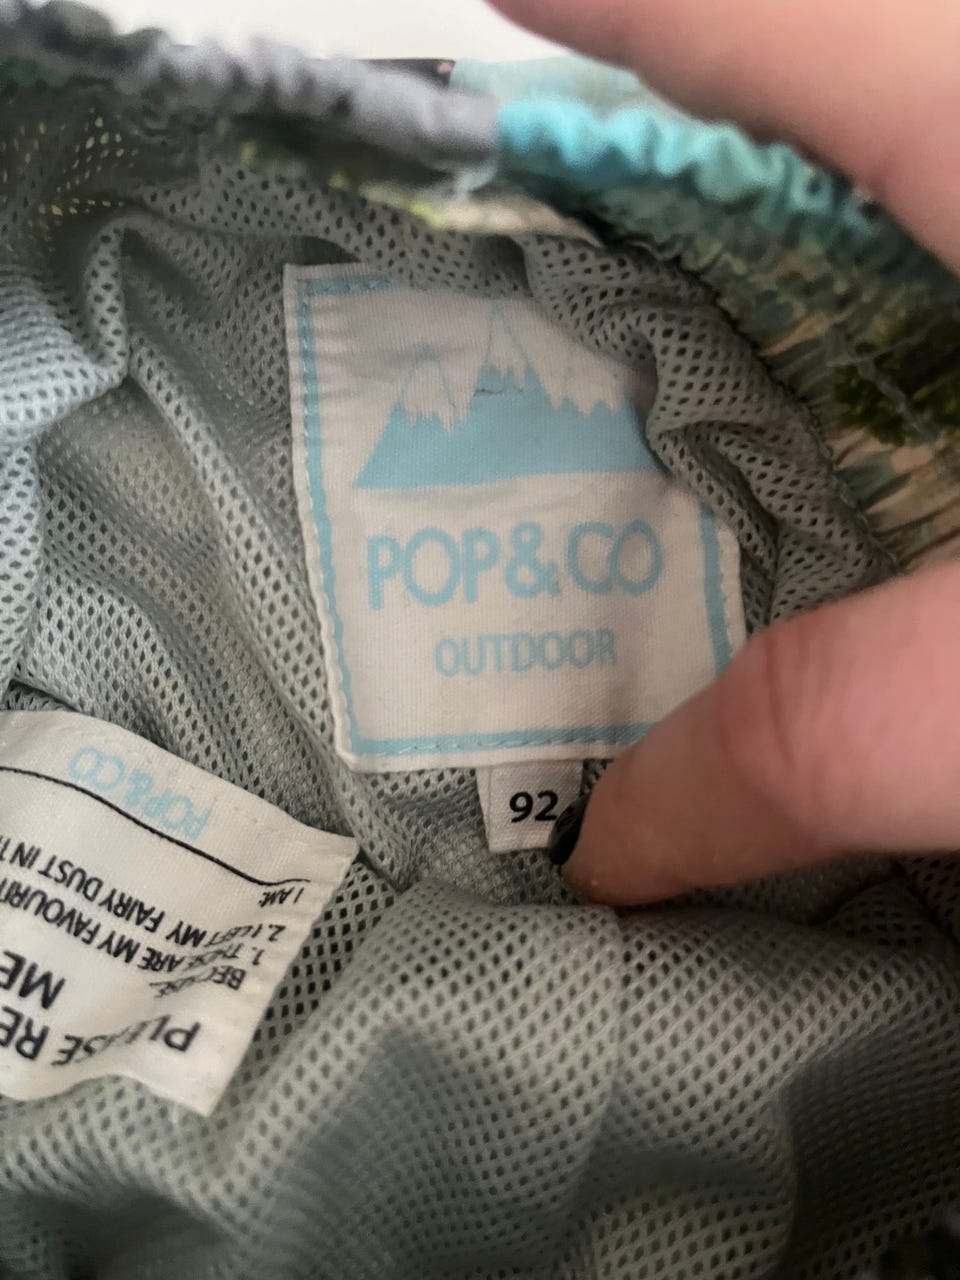 POP&CO
OUTDOOR
92
PLEASE RE
ME
BECAUSE
1. THESE ARE MY FAVOURIT
2. I LEFT MY FAIRY DUST IN
I AM:
POP&CO